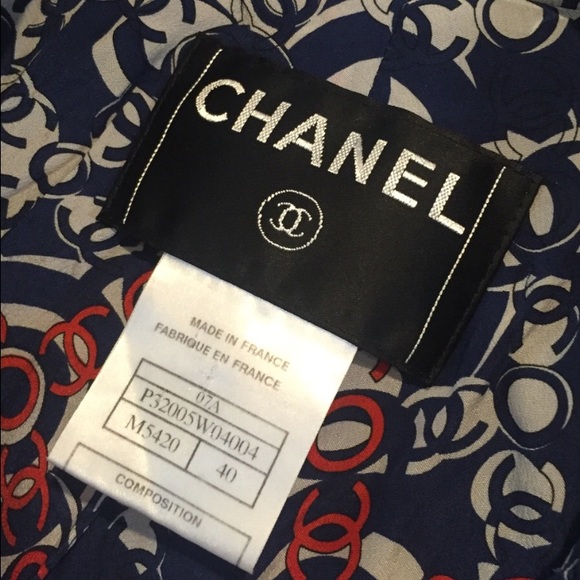 CHANEL
MADE IN FRANCE
FABRIQUE EN FRANCE
07A
P32005W04004
M5420 40
COMPOSITION